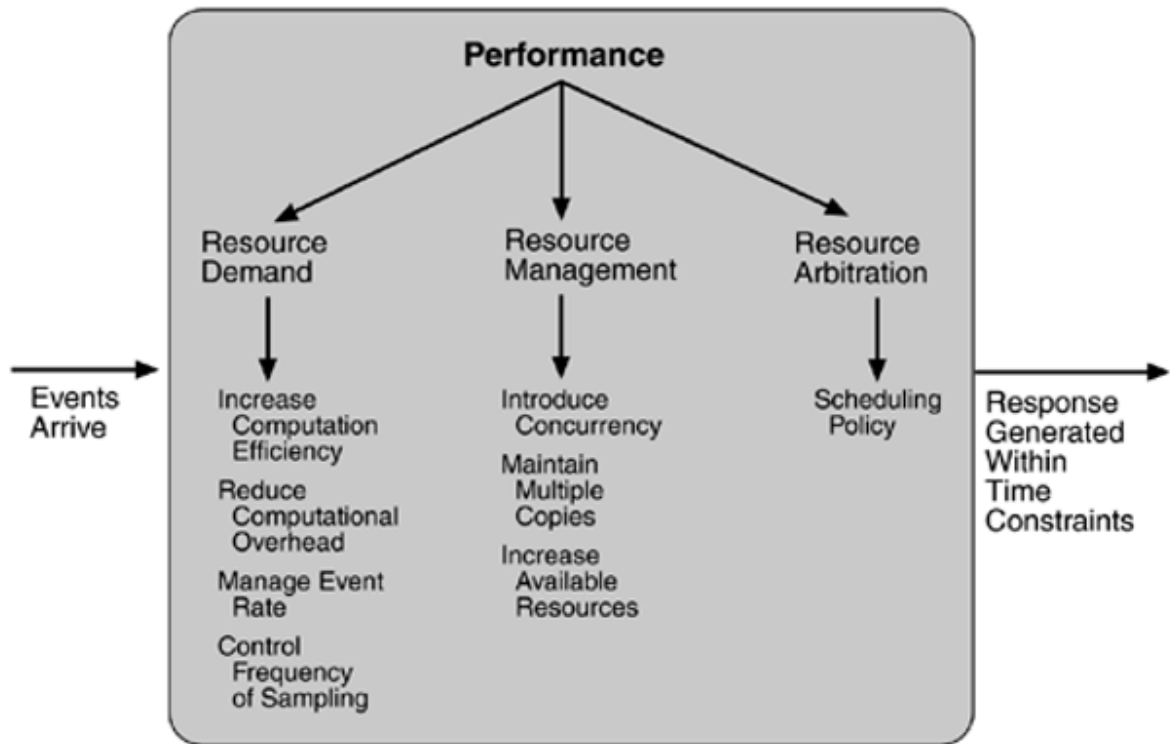 Performance
Resource
Demand
Resource
Management
Resource
Arbitration
Events
Arrive
Increase
Computation
Efficiency
Reduce
Computational
Overhead
Manage Event
Rate
Control
Frequency
of Sampling
Introduce
Concurrency
Maintain
Multiple
Copies
Increase
Available
Resources
Scheduling
Policy
Response
Generated
Within
Time
Constraints